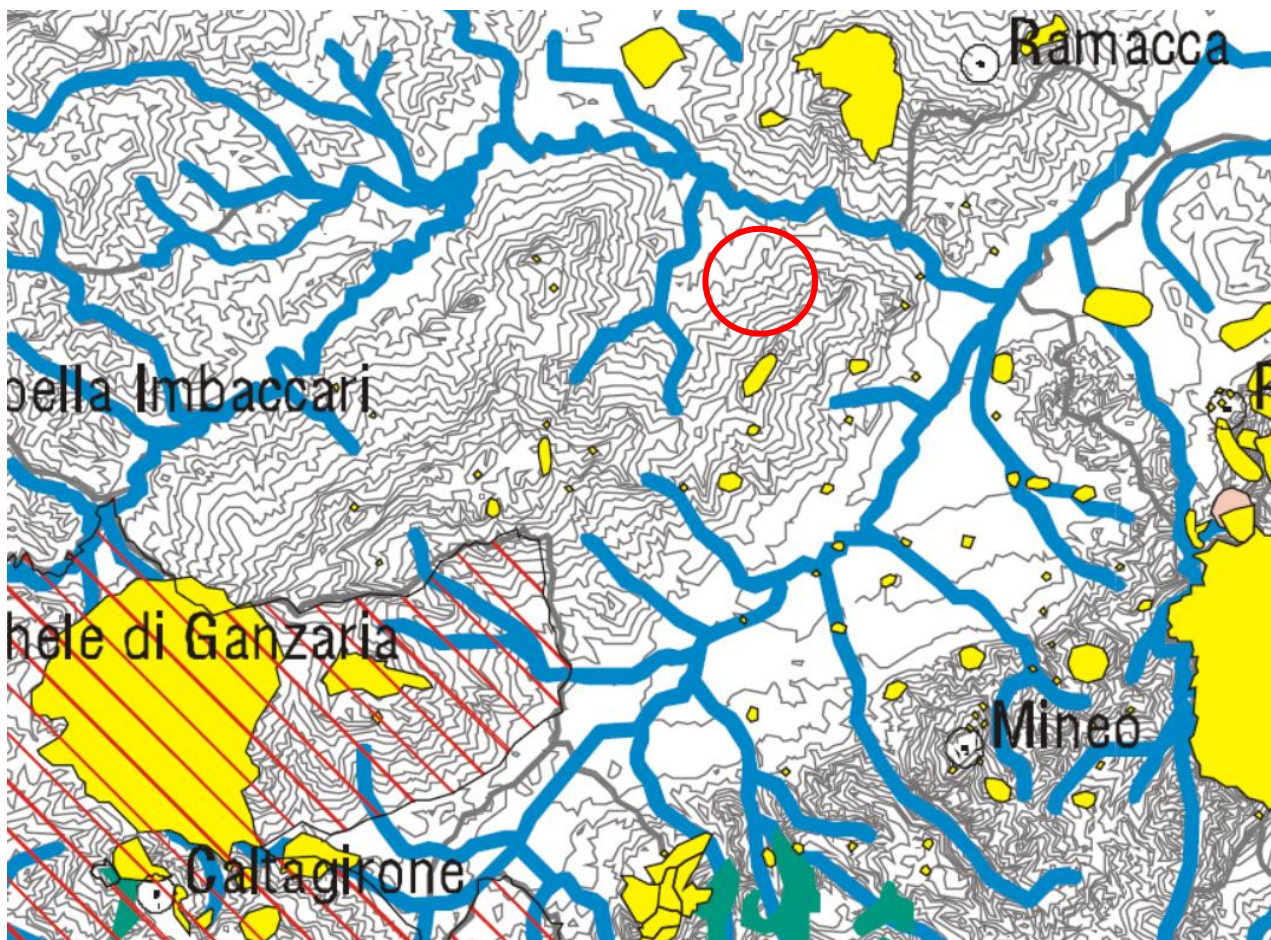 Ramacca
bella Imbaccari
hele di Ganzaria
Mineo
Caltagirone